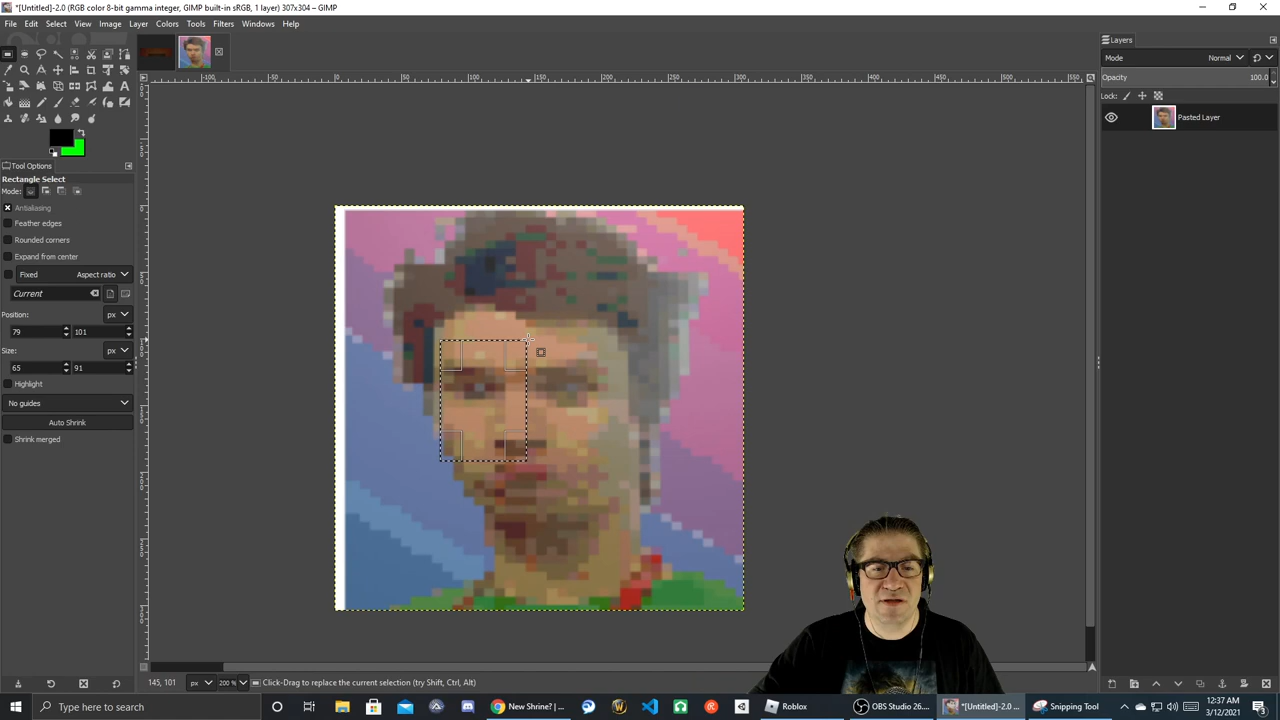 *[Untitled]-2.0 (RGB color 8-bit gamma integer, GIMP built-in sRGB, 1 layer) 307x304 – GIMP
File Edit Select View Image Layer Colors Tools Filters Windows Help
Layers
Mode Normal
Opacity 100.0
Lock:
Pasted Layer
Tool Options
Rectangle Select
Mode:
Antialiasing
Feather edges
Rounded corners
Expand from center
Fixed Aspect ratio
Current
Position: px
79 101
Size: px
65 91
Highlight
No guides
Auto Shrink
Shrink merged
145, 101 px 200 % Click-Drag to replace the current selection (try Shift, Ctrl, Alt)
Type here to search
New Shrine? | ...
Roblox
OBS Studio 26....
*[Untitled]-2.0 ...
Snipping Tool
12:37 AM
3/12/2021